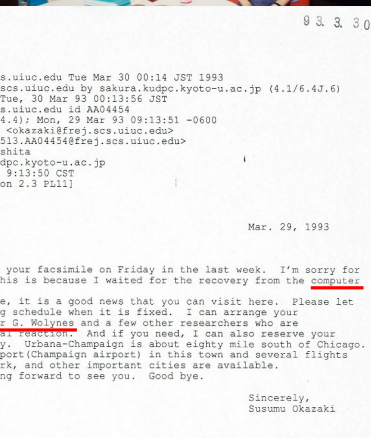 93. 3. 30
s.uiuc.edu Tue Mar 30 00:14 JST 1993
scs.uiuc.edu by sakura.kudpc.kyoto-u.ac.jp (4.1/6.4J.6)
Tue, 30 Mar 93 00:13:56 JST
s.uiuc.edu id AA04454
4.4); Mon, 29 Mar 93 09:13:51 -0600
<okazaki@frej.scs.uiuc.edu>
513.AA04454@frej.scs.uiuc.edu>
shita
dpc.kyoto-u.ac.jp
9:13:50 CST
on 2.3 PL11]
Mar. 29, 1993
your facsimile on Friday in the last week. I'm sorry for
his is because I waited for the recovery from the computer
e, it is a good news that you can visit here. Please let
g schedule when it is fixed. I can arrange your
r G. Wolynes and a few other researchers who are
al reaction. And if you need, I can also reserve your
y. Urbana-Champaign is about eighty mile south of Chicago.
port(Champaign airport) in this town and several flights
rk, and other important cities are available.
ng forward to see you. Good bye.
Sincerely,
Susumu Okazaki